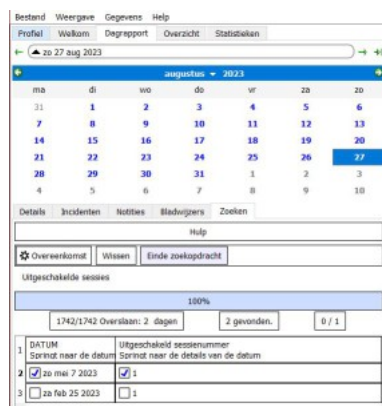 Bestand Weergave Gegevens Help
Profiel Welkom Dagrapport Overzicht Statistieken
zo 27 aug 2023
augustus 2023
ma di wo do vr za zo
31 1 2 3 4 5 6
7 8 9 10 11 12 13
14 15 16 17 18 19 20
21 22 23 24 25 26 27
28 29 30 31 1 2 3
4 5 6 7 8 9 10
Details Incidenten Notities Bladwijzers Zoeken
Hulp
Overeenkomst Wissen Einde zoekopdracht
Uitgeschakelde sessies
100%
1742/1742 Overslaan: 2 dagen 2 gevonden. 0 / 1
1 DATUM Uitgeschakeld sessienummer
Springt naar de datum Springt naar de details van de datum
2 zo mei 7 2023 1
3 za feb 25 2023 1